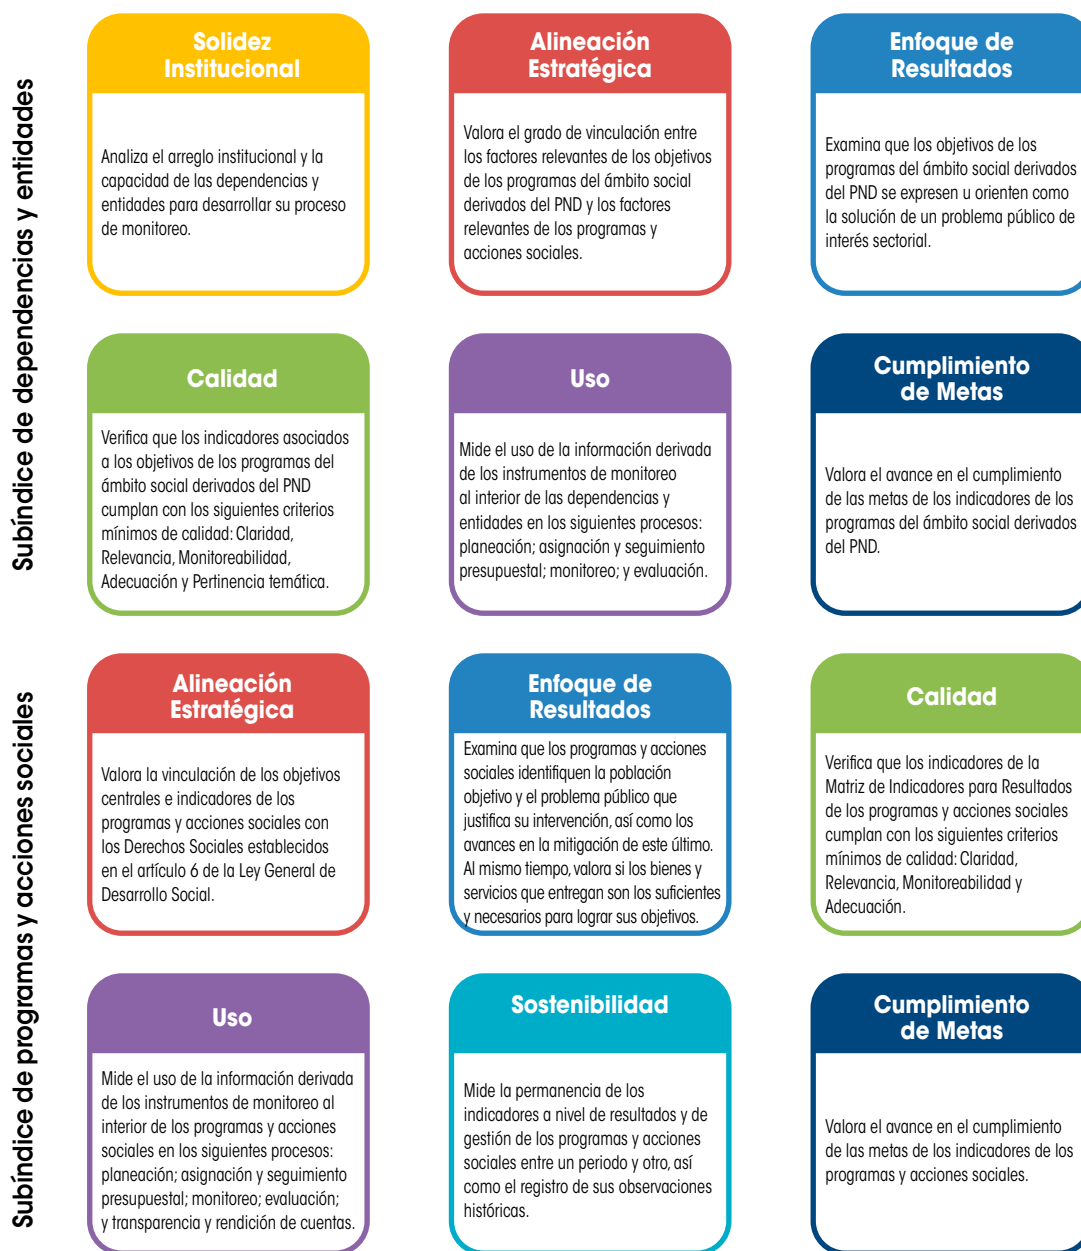 Subíndice de dependencias y entidades
Solidez
Institucional
Analiza el arreglo institucional y la
capacidad de las dependencias y
entidades para desarrollar su proceso
de monitoreo.
Alineación
Estratégica
Valora el grado de vinculación entre
los factores relevantes de los objetivos
de los programas del ámbito social
derivados del PND y los factores
relevantes de los programas y
acciones sociales.
Enfoque de
Resultados
Examina que los objetivos de los
programas del ámbito social derivados
del PND se expresen u orienten como
la solución de un problema público de
interés sectorial.
Calidad
Verifica que los indicadores asociados
a los objetivos de los programas del
ámbito social derivados del PND
cumplan con los siguientes criterios
mínimos de calidad: Claridad,
Relevancia, Monitoreabilidad,
Adecuación y Pertinencia temática.
Uso
Mide el uso de la información derivada
de los instrumentos de monitoreo
al interior de las dependencias y
entidades en los siguientes procesos:
planeación; asignación y seguimiento
presupuestal; monitoreo; y evaluación.
Cumplimiento
de Metas
Valora el avance en el cumplimiento
de las metas de los indicadores de los
programas del ámbito social derivados
del PND.
Subíndice de programas y acciones sociales
Alineación
Estratégica
Valora la vinculación de los objetivos
centrales e indicadores de los
programas y acciones sociales con
los Derechos Sociales establecidos
en el artículo 6 de la Ley General de
Desarrollo Social.
Enfoque de
Resultados
Examina que los programas y acciones
sociales identifiquen la población
objetivo y el problema público que
justifica su intervención, así como los
avances en la mitigación de este último.
Al mismo tiempo, valora si los bienes y
servicios que entregan son los suficientes
y necesarios para lograr sus objetivos.
Calidad
Verifica que los indicadores de la
Matriz de Indicadores para Resultados
de los programas y acciones sociales
cumplan con los siguientes criterios
mínimos de calidad: Claridad,
Relevancia, Monitoreabilidad y
Adecuación.
Uso
Mide el uso de la información derivada
de los instrumentos de monitoreo al
interior de los programas y acciones
sociales en los siguientes procesos:
planeación; asignación y seguimiento
presupuestal; monitoreo; evaluación;
y transparencia y rendición de cuentas.
Sostenibilidad
Mide la permanencia de los
indicadores a nivel de resultados y de
gestión de los programas y acciones
sociales entre un periodo y otro, así
como el registro de sus observaciones
históricas.
Cumplimiento
de Metas
Valora el avance en el cumplimiento
de las metas de los indicadores de los
programas y acciones sociales.